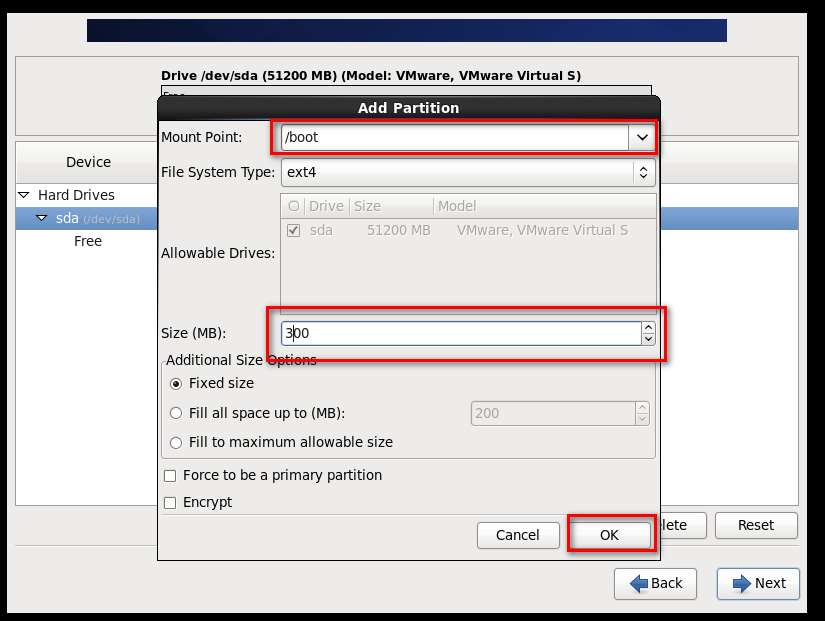 Drive /dev/sda (51200 MB) (Model: VMware, VMware Virtual S)
Free
Add Partition
Mount Point: /boot
Device
File System Type: ext4
Hard Drives
Drive Size Model
sda (/dev/sda)
sda 51200 MB VMware, VMware Virtual S
Free
Allowable Drives:
Size (MB): 300
Additional Size Options
Fixed size
Fill all space up to (MB): 200
Fill to maximum allowable size
Force to be a primary partition
Encrypt
Cancel OK
lete Reset
Back Next